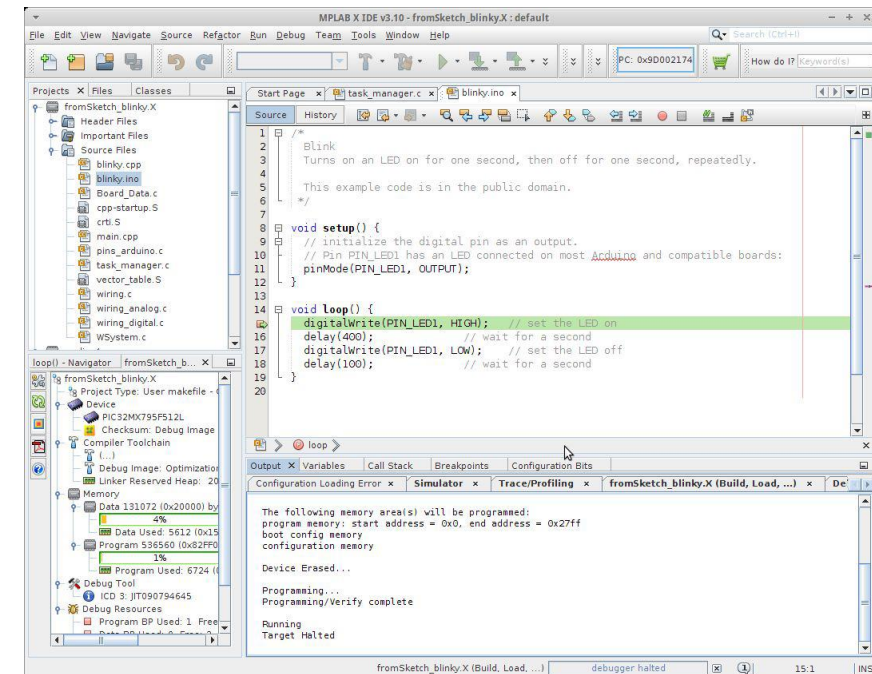 MPLAB X IDE v3.10 - fromSketch_blinky.X : default
File Edit View Navigate Source Refactor Run Debug Team Tools Window Help
Search (Ctrl+I)
PC: 0x9D002174
How do I? Keyword(s)
Projects Files Classes
fromSketch_blinky.X
Header Files
Important Files
Source Files
blinky.cpp
blinky.ino
Board_Data.c
cpp-startup.S
crti.S
main.cpp
pins_arduino.c
task_manager.c
vector_table.S
wiring.c
wiring_analog.c
wiring_digital.c
WSystem.c
loop() - Navigator fromSketch_b...
fromSketch_blinky.X
Project Type: User makefile -
Device
PIC32MX795F512L
Checksum: Debug Image
Compiler Toolchain
(...)
Debug Image: Optimization
Linker Reserved Heap: 20
Memory
Data 131072 (0x20000) by
4%
Data Used: 5612 (0x15
Program 536560 (0x82FF0
1%
Program Used: 6724 (
Debug Tool
ICD 3: JIT090794645
Debug Resources
Program BP Used: 1 Free
Data BP Used: 0 Free: 2
Start Page task_manager.c blinky.ino
Source History
1 /*
2 Blink
3 Turns on an LED on for one second, then off for one second, repeatedly.
4
5 This example code is in the public domain.
6 */
7
8 void setup() {
9 // initialize the digital pin as an output.
10 // Pin PIN_LED1 has an LED connected on most Arduino and compatible boards:
11 pinMode(PIN_LED1, OUTPUT);
12 }
13
14 void loop() {
digitalWrite(PIN_LED1, HIGH); // set the LED on
16 delay(400); // wait for a second
17 digitalWrite(PIN_LED1, LOW); // set the LED off
18 delay(100); // wait for a second
19 }
20
loop
Output Variables Call Stack Breakpoints Configuration Bits
Configuration Loading Error Simulator Trace/Profiling fromSketch_blinky.X (Build, Load, ...) De
The following memory area(s) will be programmed:
program memory: start address = 0x0, end address = 0x27ff
boot config memory
configuration memory
Device Erased...
Programming...
Programming/Verify complete
Running
Target Halted
fromSketch_blinky.X (Build, Load, ...) debugger halted 1 15:1 INS